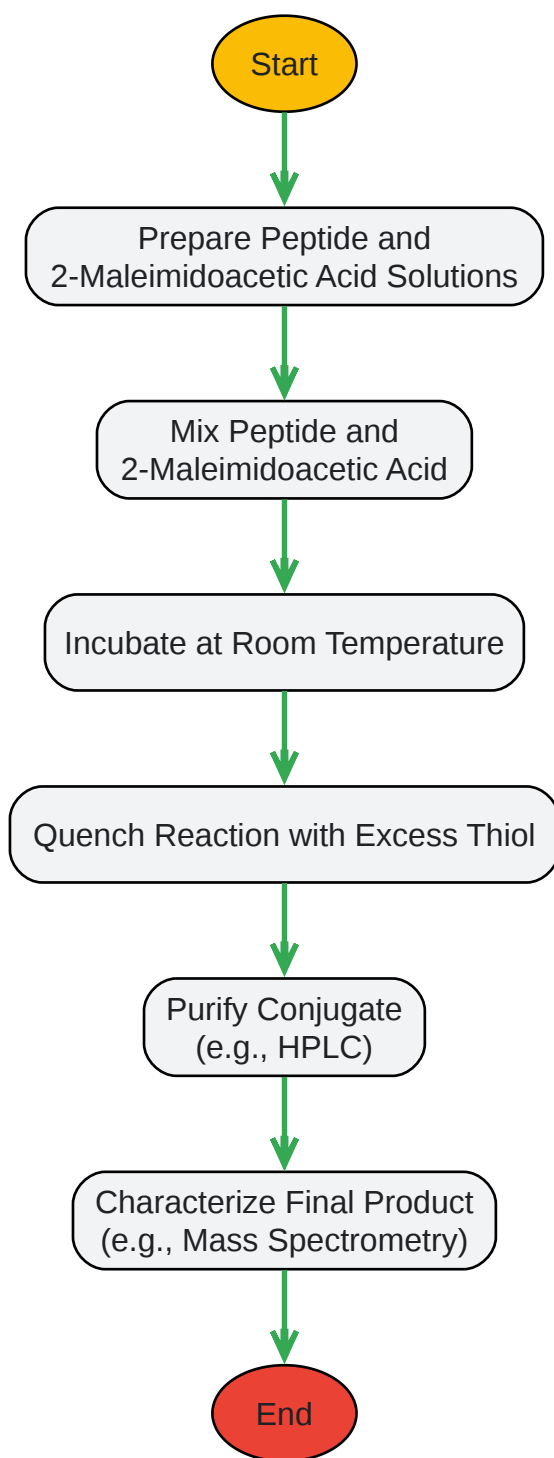 Start
Prepare Peptide and
2-Maleimidoacetic Acid Solutions
Mix Peptide and
2-Maleimidoacetic Acid
Incubate at Room Temperature
Quench Reaction with Excess Thiol
Purify Conjugate
(e.g., HPLC)
Characterize Final Product
(e.g., Mass Spectrometry)
End